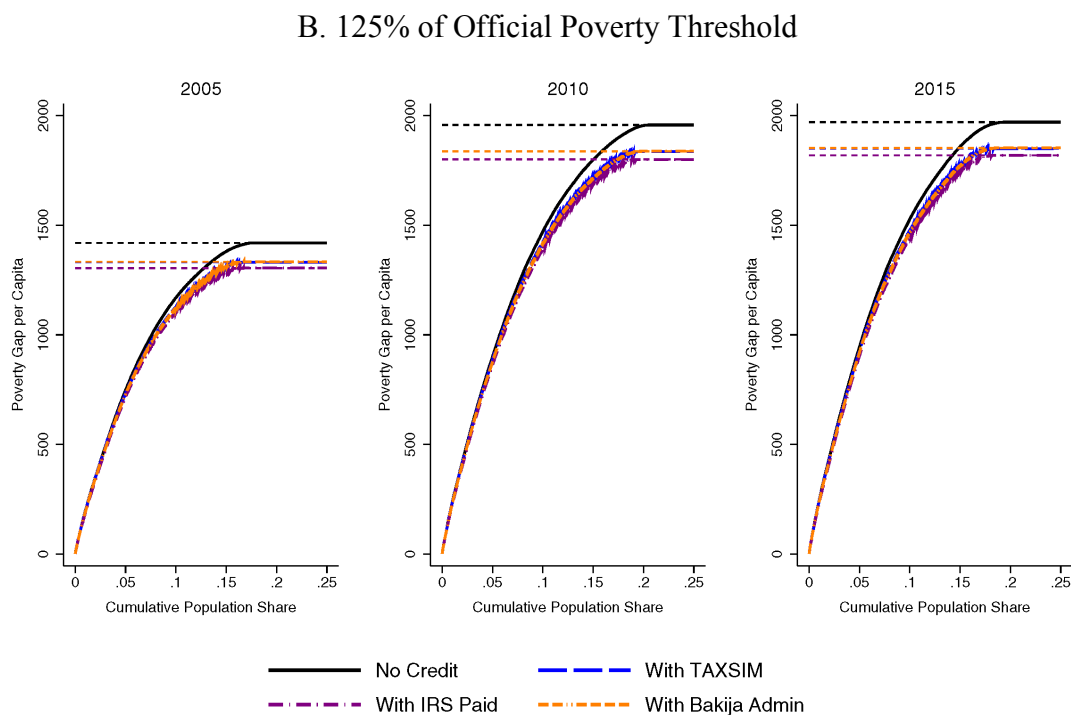 B. 125% of Official Poverty Threshold
2005
2010
2015
Poverty Gap per Capita
2000
1500
1000
500
0
0 .05 .1 .15 .2 .25
Cumulative Population Share
Poverty Gap per Capita
2000
1500
1000
500
0
0 .05 .1 .15 .2 .25
Cumulative Population Share
Poverty Gap per Capita
2000
1500
1000
500
0
0 .05 .1 .15 .2 .25
Cumulative Population Share
No Credit
With TAXSIM
With IRS Paid
With Bakija Admin